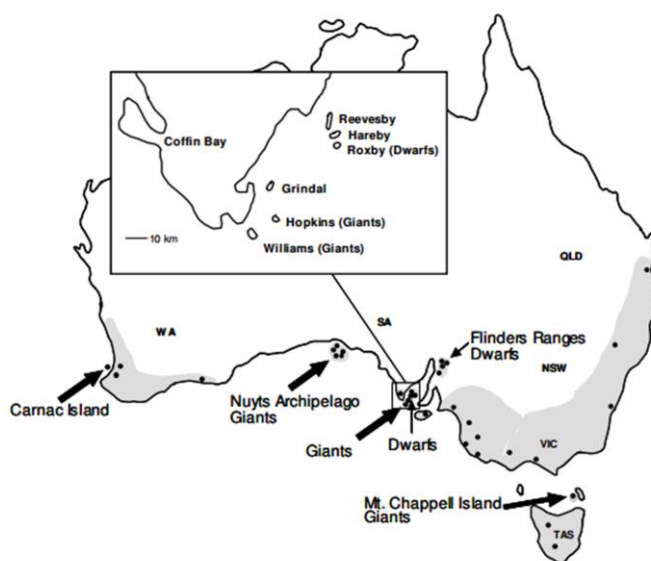 Reevesby
Hareby
Coffin Bay
Roxby (Dwarfs)
Grindal
Hopkins (Giants)
10 km
Williams (Giants)
QLD
WA
SA
Flinders Ranges
Dwarfs
NSW
Carnac Island
Nuyts Archipelago
Giants
Giants
Dwarfs
VIC
Mt. Chappell Island
Giants
TAS